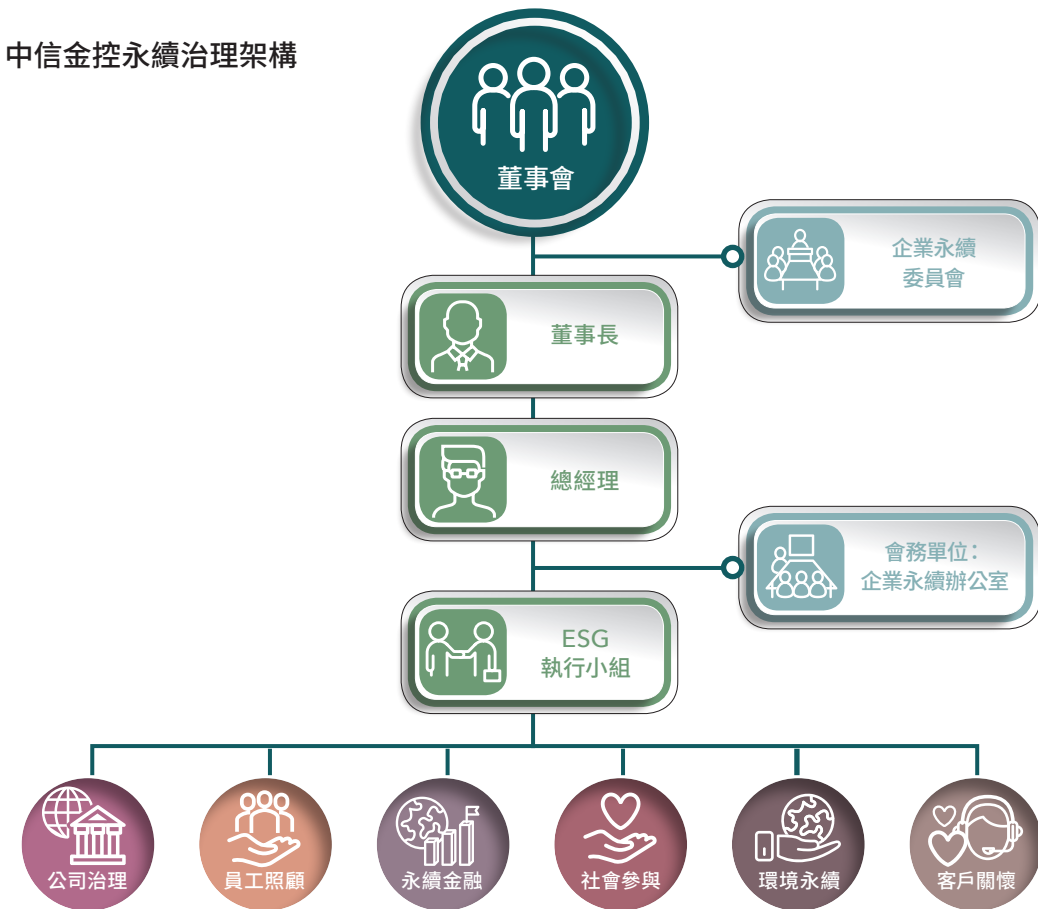 中信金控永續治理架構
董事會
企業永續
委員會
董事長
總經理
會務單位：
企業永續辦公室
ESG
執行小組
公司治理
員工照顧
永續金融
社會參與
環境永續
客戶關懷